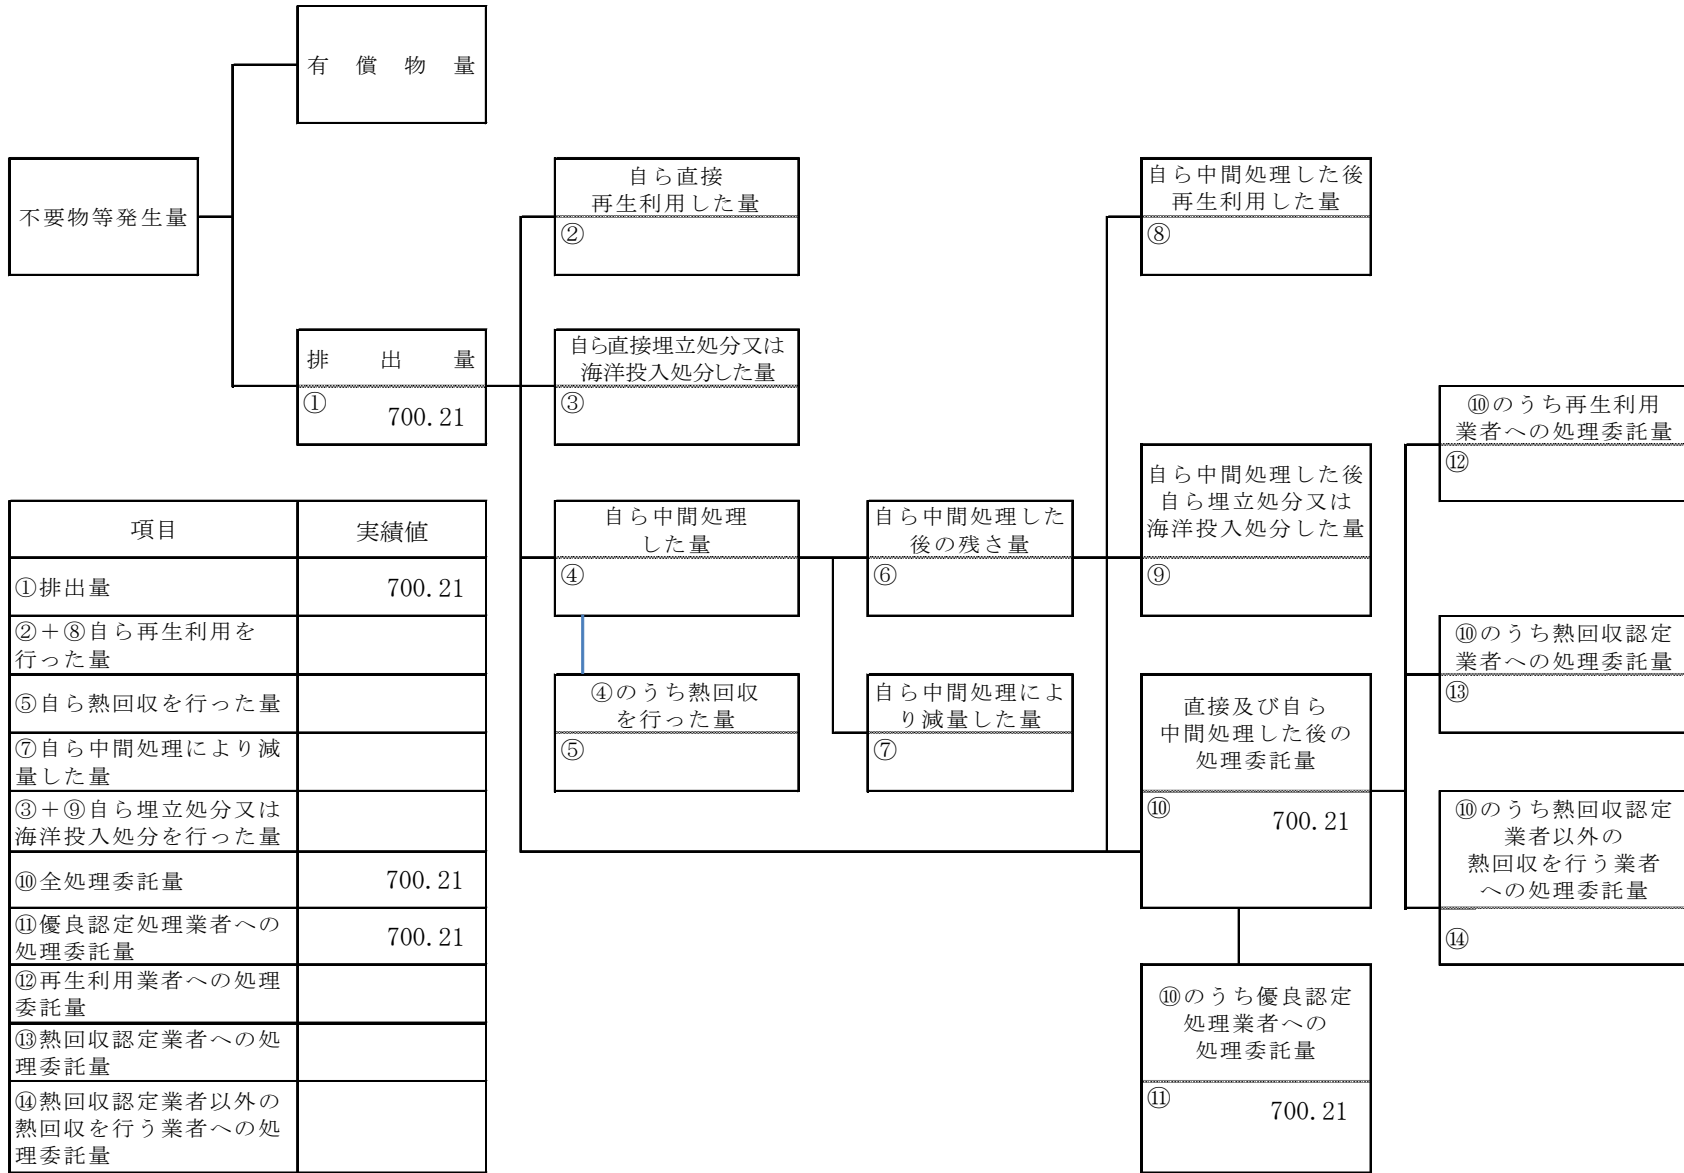 有償物量
不要物等発生量
排出量
①
700.21
自ら直接
再生利用した量
②
自ら直接埋立処分又は
海洋投入処分した量
③
自ら中間処理
した量
④
④のうち熱回収
を行った量
⑤
自ら中間処理した
後の残さ量
⑥
自ら中間処理によ
り減量した量
⑦
自ら中間処理した後
再生利用した量
⑧
自ら中間処理した後
自ら埋立処分又は
海洋投入処分した量
⑨
直接及び自ら
中間処理した後の
処理委託量
⑩
700.21
⑩のうち優良認定
処理業者への
処理委託量
⑪
700.21
⑩のうち再生利用
業者への処理委託量
⑫
⑩のうち熱回収認定
業者への処理委託量
⑬
⑩のうち熱回収認定
業者以外の
熱回収を行う業者
への処理委託量
⑭
項目 実績値
①排出量 700.21
②+⑧自ら再生利用を
行った量
⑤自ら熱回収を行った量
⑦自ら中間処理により減
量した量
③+⑨自ら埋立処分又は
海洋投入処分を行った量
⑩全処理委託量 700.21
⑪優良認定処理業者への
処理委託量 700.21
⑫再生利用業者への処理
委託量
⑬熱回収認定業者への処
理委託量
⑭熱回収認定業者以外の
熱回収を行う業者への処
理委託量